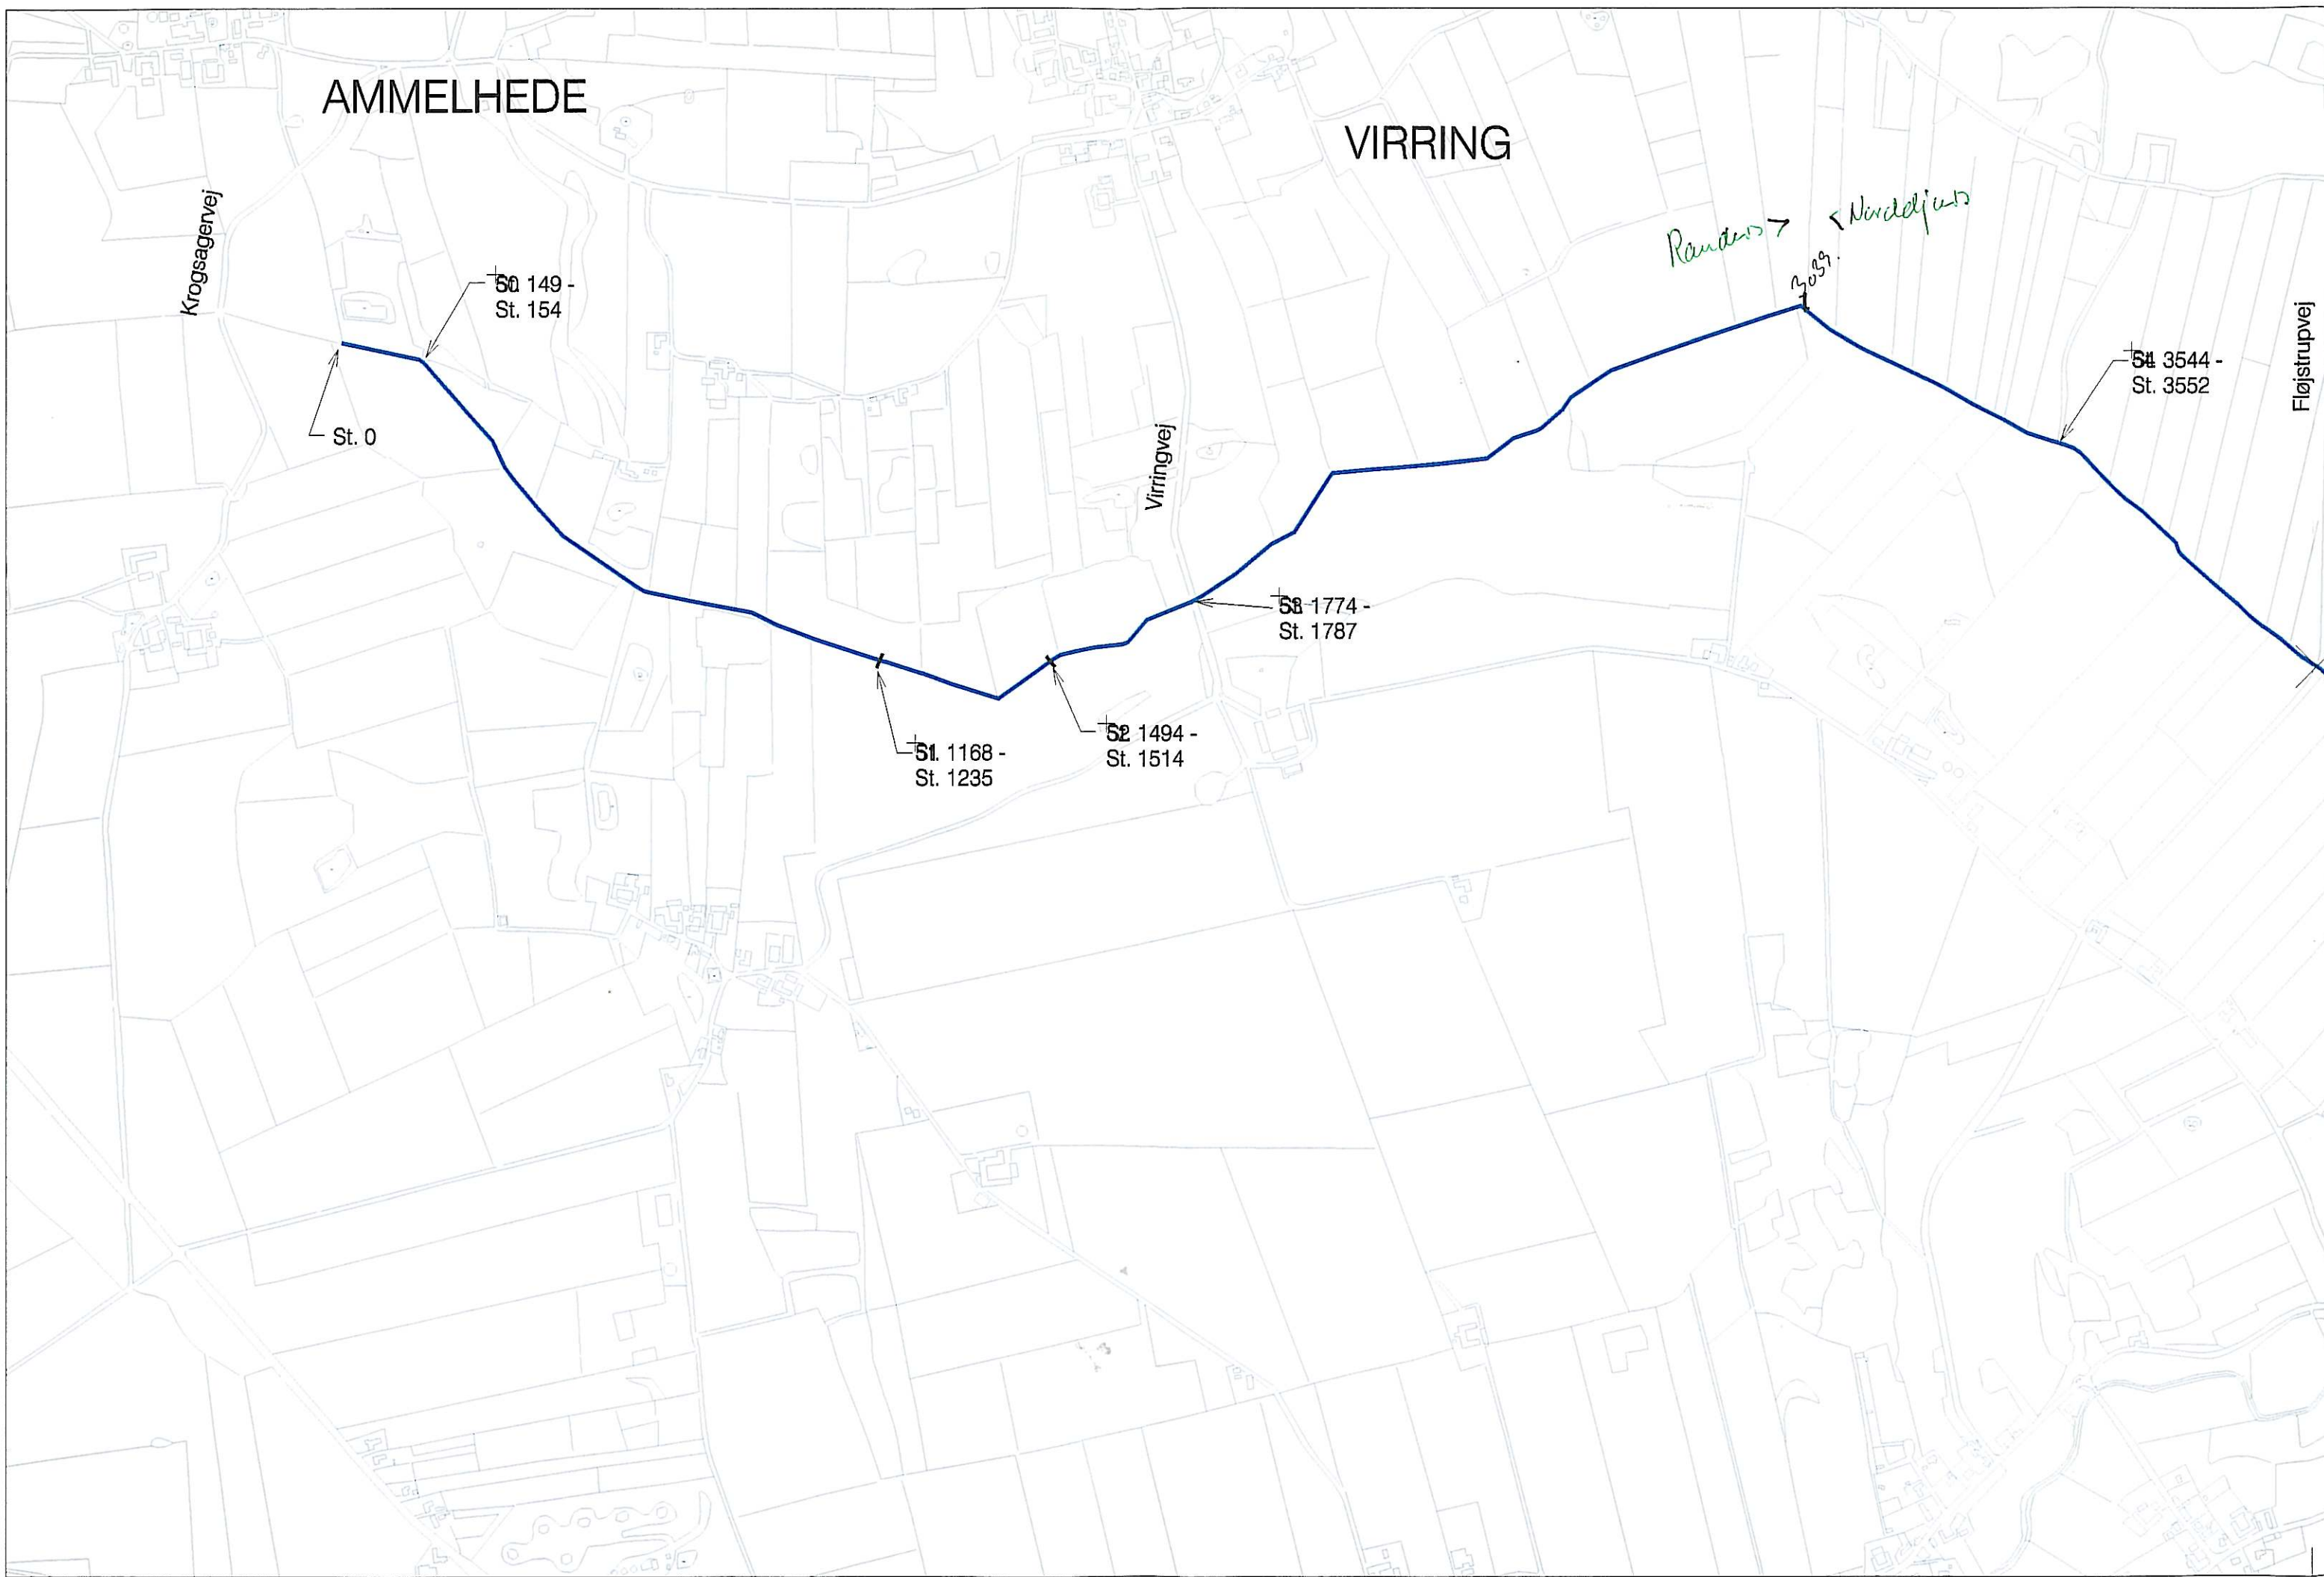 AMMELHEDE
VIRRING
Krogsagervej
Randers > < Norddjurs
3039.
St. 149 -
St. 154
Fløjstrupvej
St. 3544 -
St. 3552
St. 0
Virringvej
St. 1774 -
St. 1787
St. 1494 -
St. 1514
St. 1168 -
St. 1235